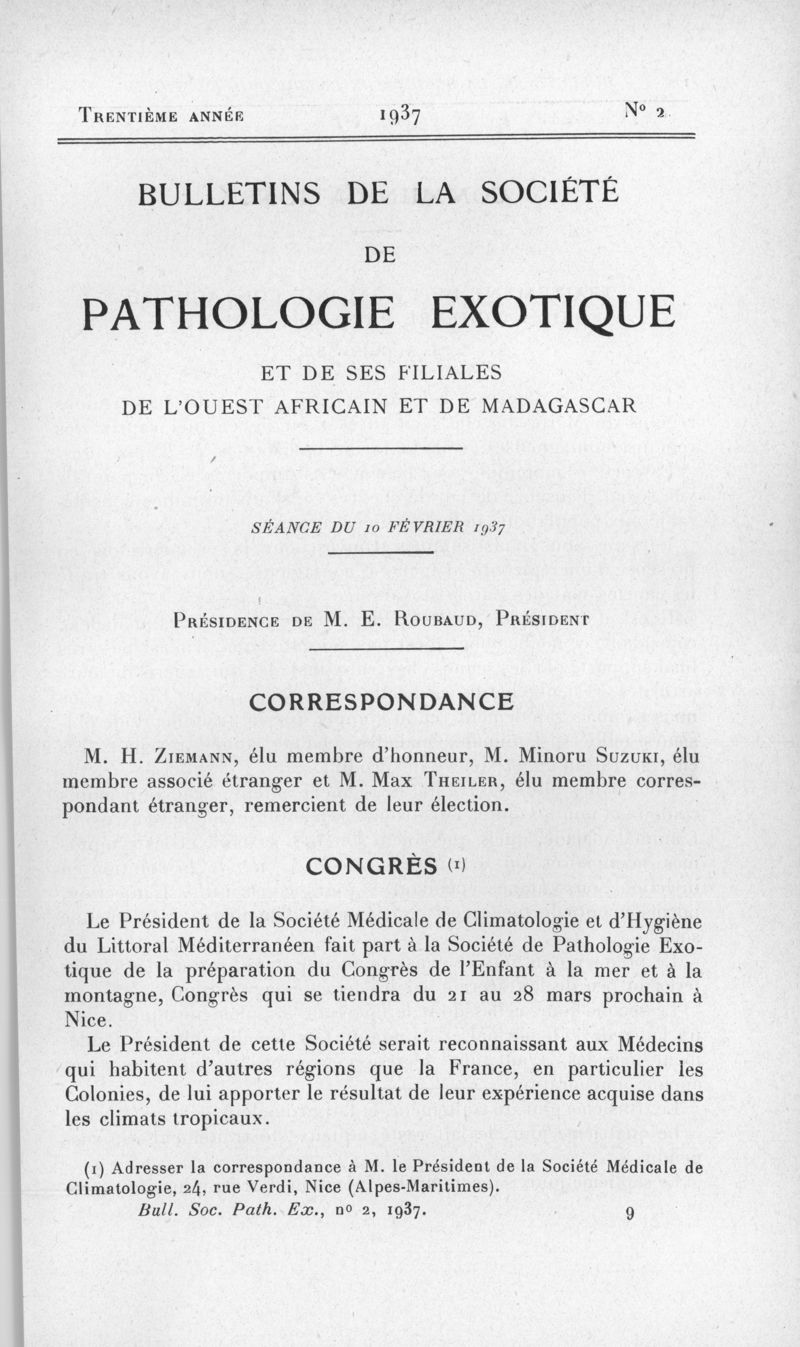 TRENTIÈME ANNÉE 1937 N° 2
BULLETINS DE LA SOCIÉTÉ
DE
PATHOLOGIE EXOTIQUE
ET DE SES FILIALES
DE L'OUEST AFRICAIN ET DE MADAGASCAR
SÉANCE DU 10 FÉVRIER 1937
PRÉSIDENCE DE M. E. ROUBAUD, PRÉSIDENT
CORRESPONDANCE
M. H. ZIEMANN, élu membre d'honneur, M. Minoru SUZUKI, élu
membre associé étranger et M. Max THEILER, élu membre corres-
pondant étranger, remercient de leur élection.
CONGRÈS (1)
Le Président de la Société Médicale de Climatologie et d'Hygiène
du Littoral Méditerranéen fait part à la Société de Pathologie Exo-
tique de la préparation du Congrès de l'Enfant à la mer et à la
montagne, Congrès qui se tiendra du 21 au 28 mars prochain à
Nice.
Le Président de cette Société serait reconnaissant aux Médecins
qui habitent d'autres régions que la France, en particulier les
Colonies, de lui apporter le résultat de leur expérience acquise dans
les climats tropicaux.
(1) Adresser la correspondance à M. le Président de la Société Médicale de
Climatologie, 24, rue Verdi, Nice (Alpes-Maritimes).
Bull. Soc. Path. Ex., n° 2, 1937. 9